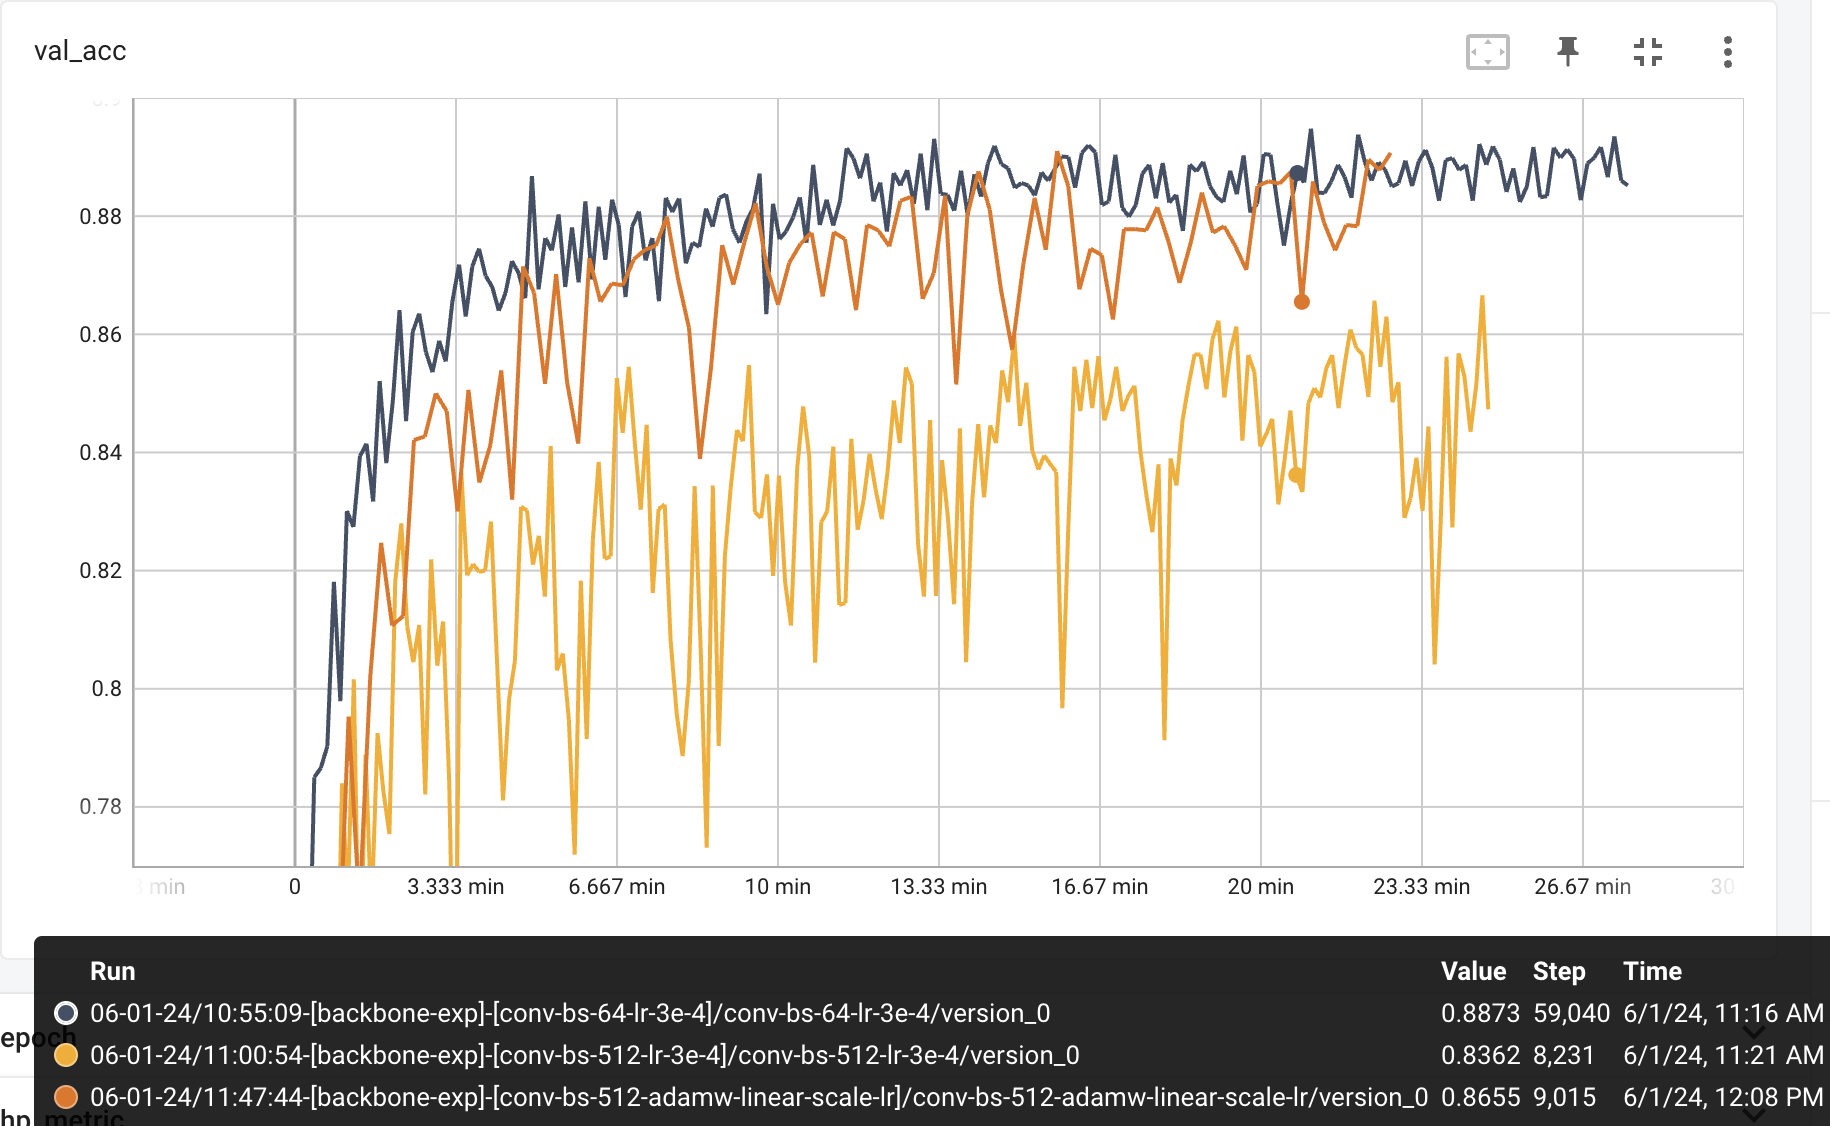 val_acc
0.9
0.88
0.86
0.84
0.82
0.8
0.78
3 min 0 3.333 min 6.667 min 10 min 13.33 min 16.67 min 20 min 23.33 min 26.67 min 30
Run Value Step Time
06-01-24/10:55:09-[backbone-exp]-[conv-bs-64-lr-3e-4]/conv-bs-64-lr-3e-4/version_0 0.8873 59,040 6/1/24, 11:16 AM
epoch
06-01-24/11:00:54-[backbone-exp]-[conv-bs-512-lr-3e-4]/conv-bs-512-lr-3e-4/version_0 0.8362 8,231 6/1/24, 11:21 AM
06-01-24/11:47:44-[backbone-exp]-[conv-bs-512-adamw-linear-scale-lr]/conv-bs-512-adamw-linear-scale-lr/version_0 0.8655 9,015 6/1/24, 12:08 PM
hp_metric